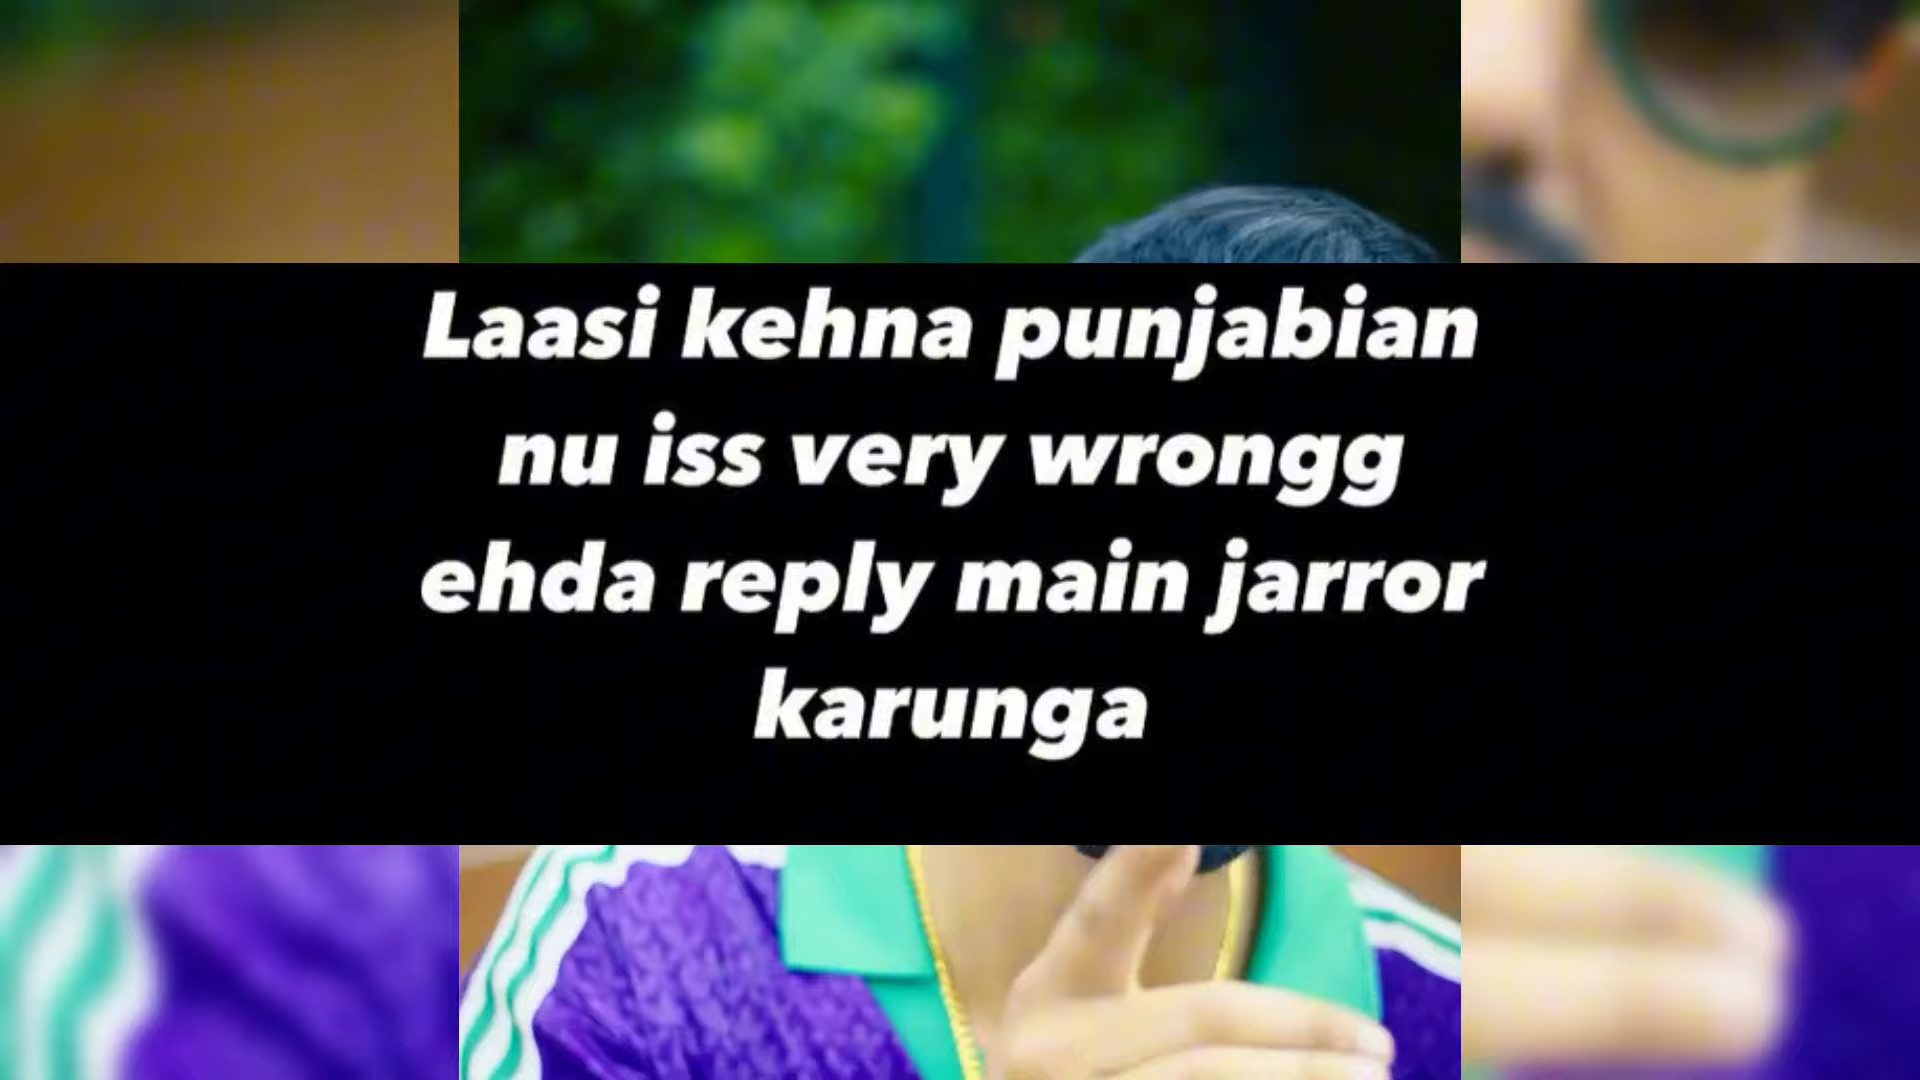 Laasi kehna punjabian
nu iss very wrongg
ehda reply main jarror
karunga